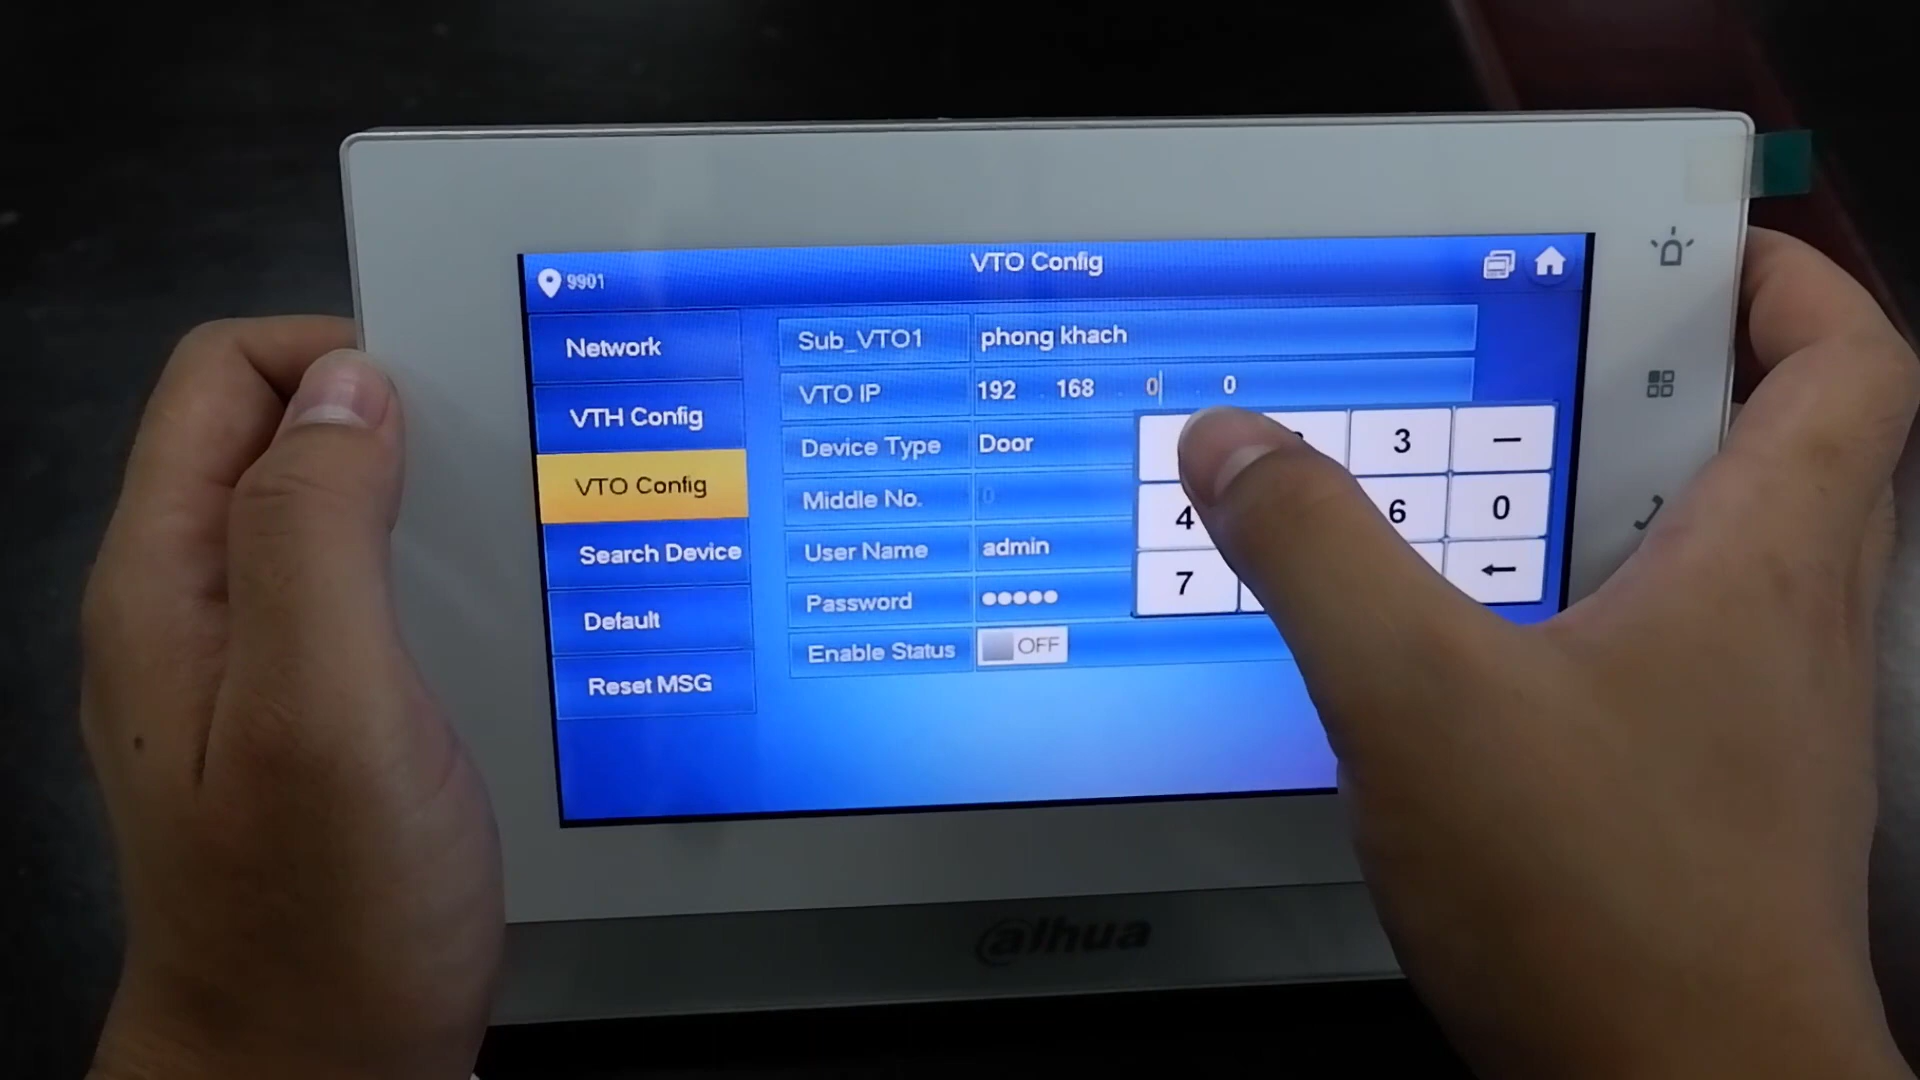 9901
VTO Config
Network
VTH Config
VTO Config
Search Device
Default
Reset MSG
Sub_VTO1 phong khach
VTO IP 192 . 168 . 0 . 0
Device Type Door
Middle No. 0
User Name admin
Password ●●●●●
Enable Status OFF
3 —
4 6 0
7 ←
alhua